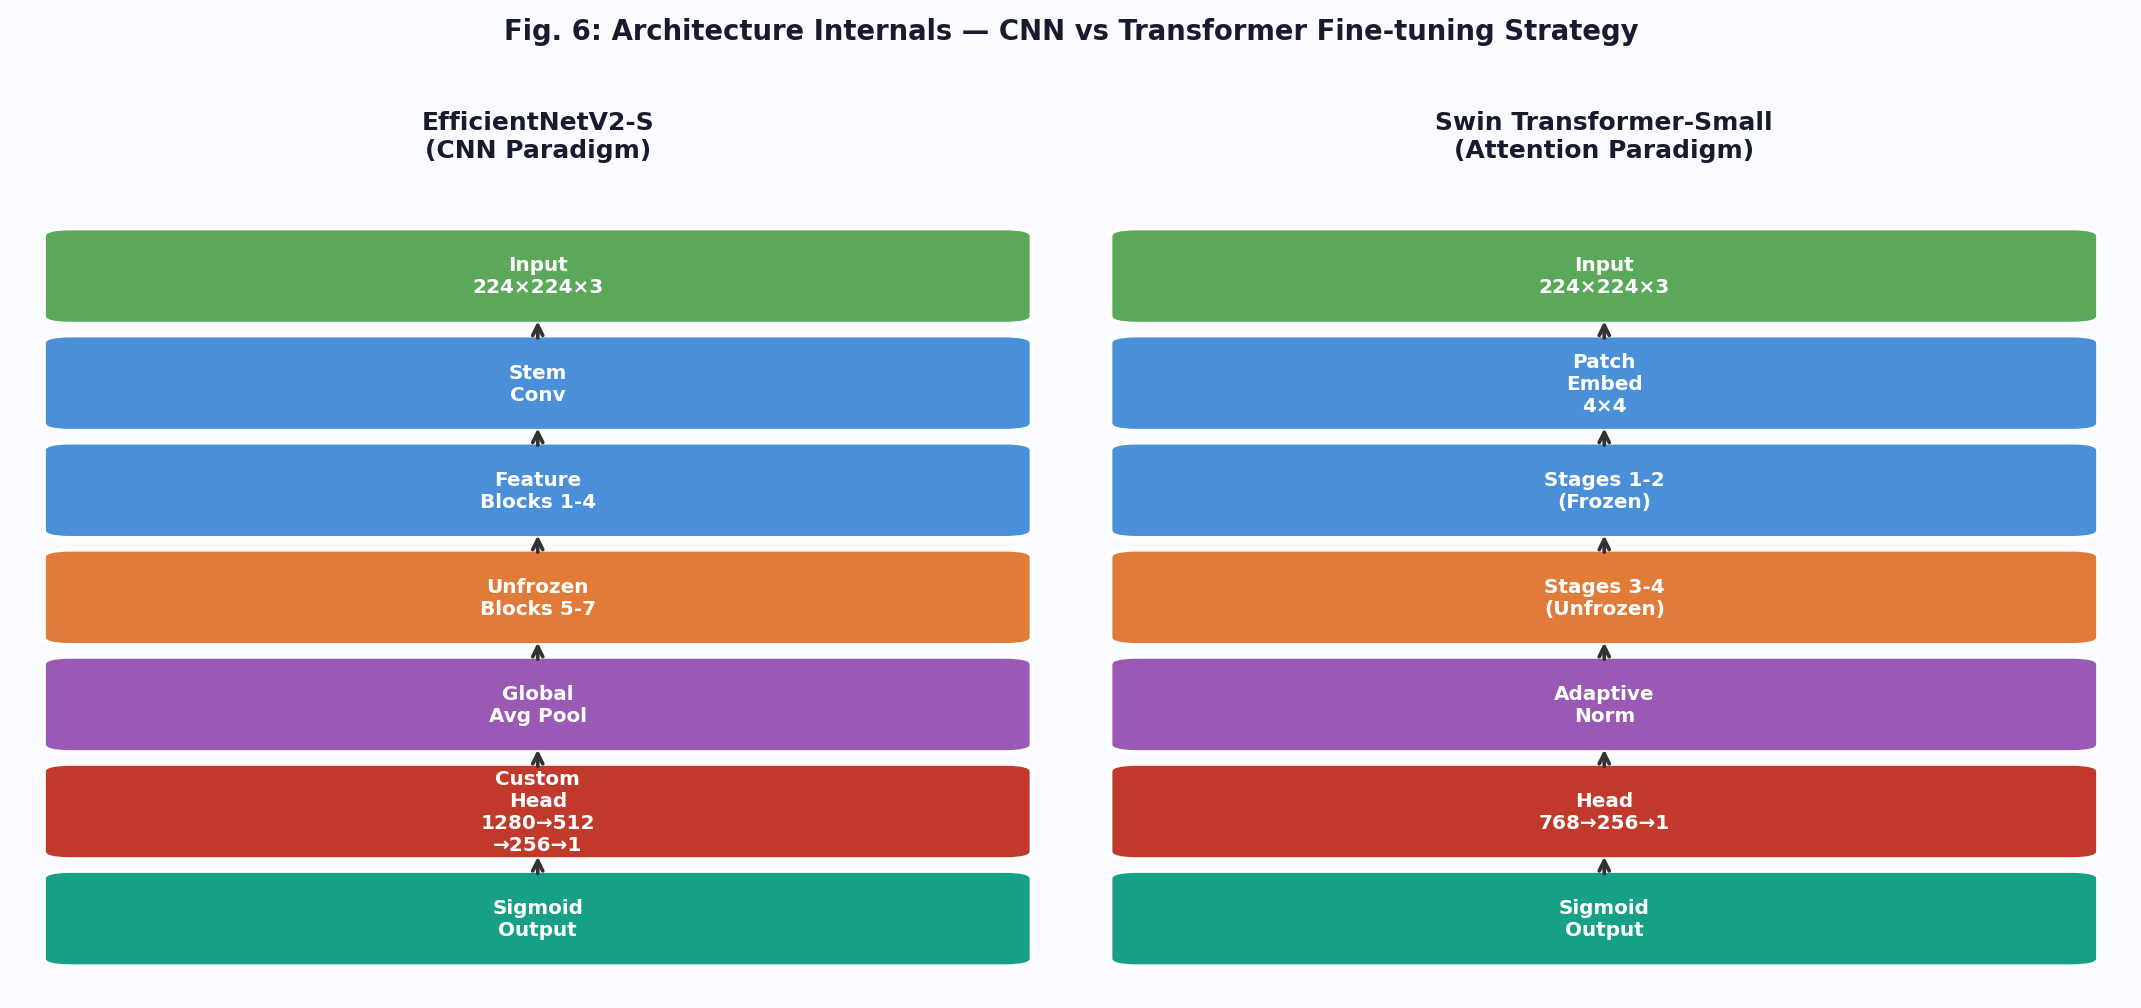 Fig. 6: Architecture Internals — CNN vs Transformer Fine-tuning Strategy
EfficientNetV2-S
(CNN Paradigm)
Input
224×224×3
Stem
Conv
Feature
Blocks 1-4
Unfrozen
Blocks 5-7
Global
Avg Pool
Custom
Head
1280→512
→256→1
Sigmoid
Output
Swin Transformer-Small
(Attention Paradigm)
Input
224×224×3
Patch
Embed
4×4
Stages 1-2
(Frozen)
Stages 3-4
(Unfrozen)
Adaptive
Norm
Head
768→256→1
Sigmoid
Output